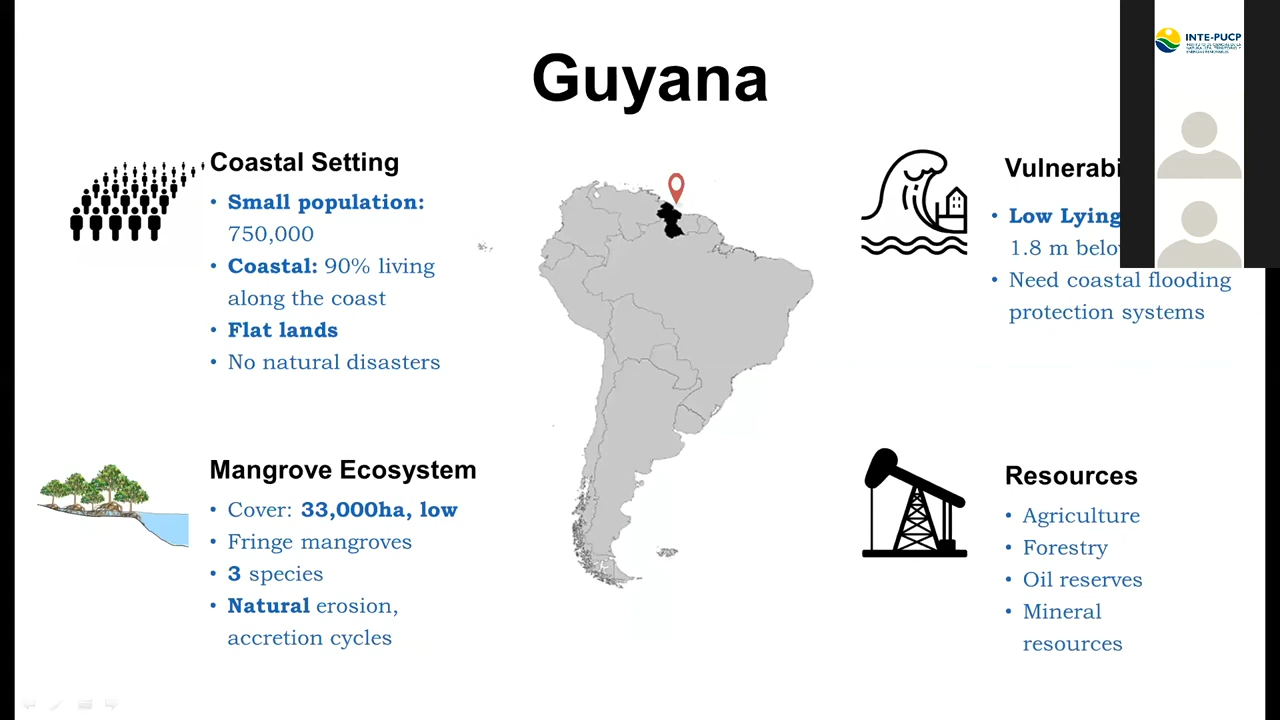 Guyana
INTE-PUCP
Coastal Setting
• Small population:
750,000
• Coastal: 90% living
along the coast
• Flat lands
• No natural disasters
Vulnerabi
• Low Lying
1.8 m belo
• Need coastal flooding
protection systems
Mangrove Ecosystem
• Cover: 33,000ha, low
• Fringe mangroves
• 3 species
• Natural erosion,
accretion cycles
Resources
• Agriculture
• Forestry
• Oil reserves
• Mineral
resources